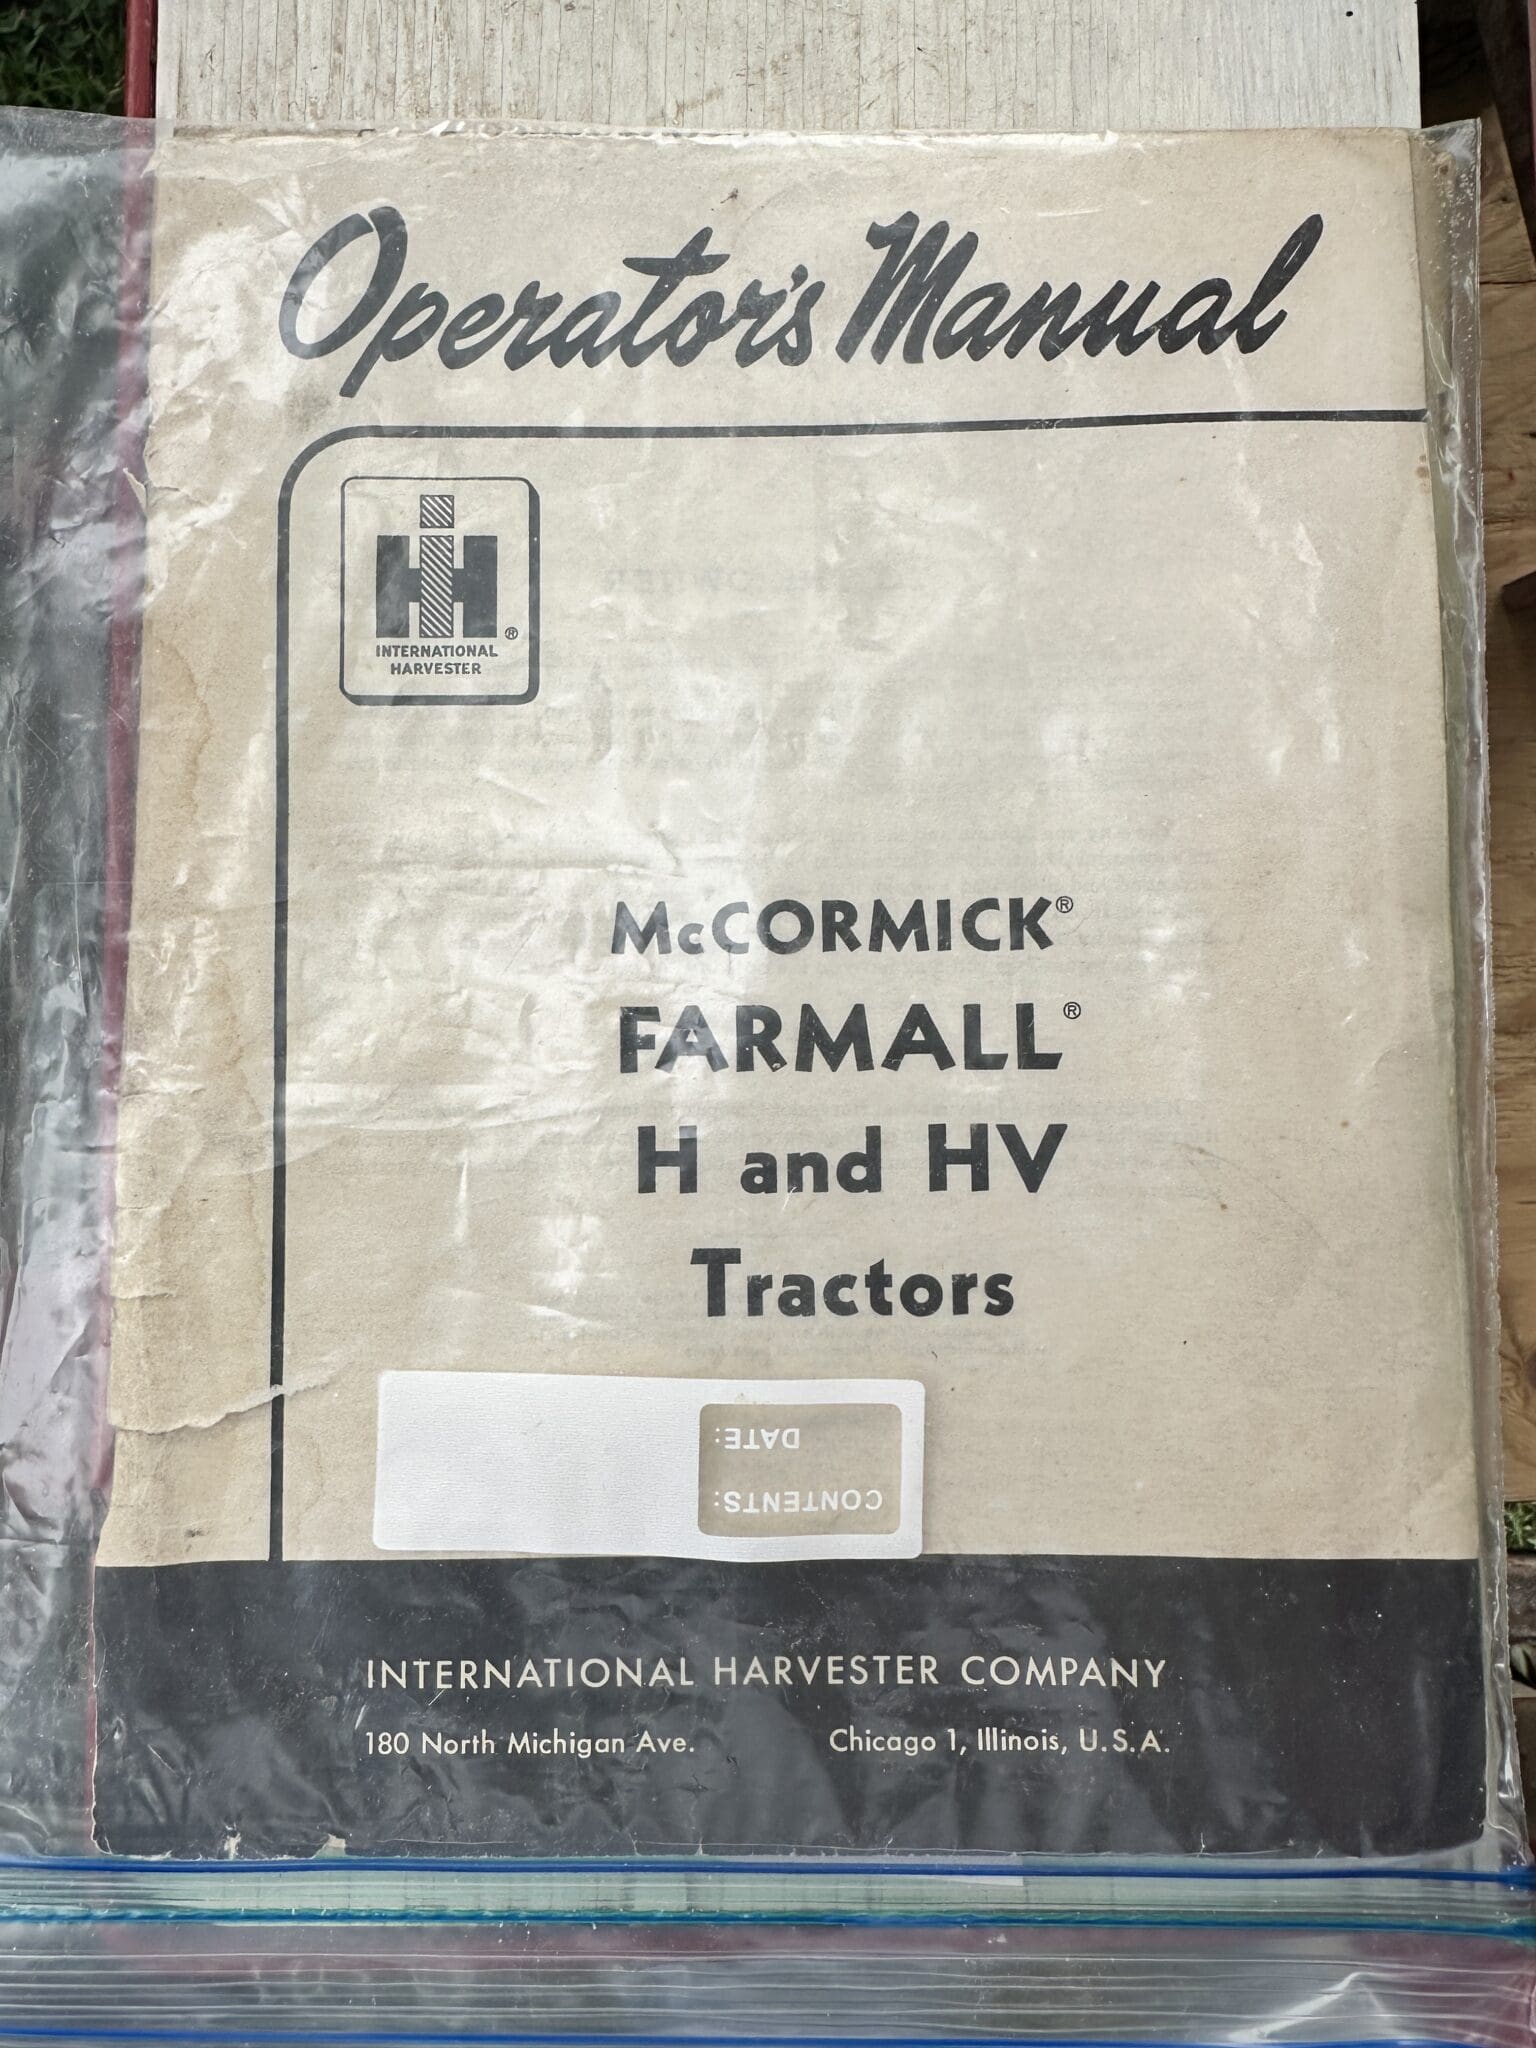 Operator's Manual
IH ®
INTERNATIONAL
HARVESTER
McCORMICK®
FARMALL®
H and HV
Tractors
CONTENTS:
DATE:
INTERNATIONAL HARVESTER COMPANY
180 North Michigan Ave. Chicago 1, Illinois, U.S.A.